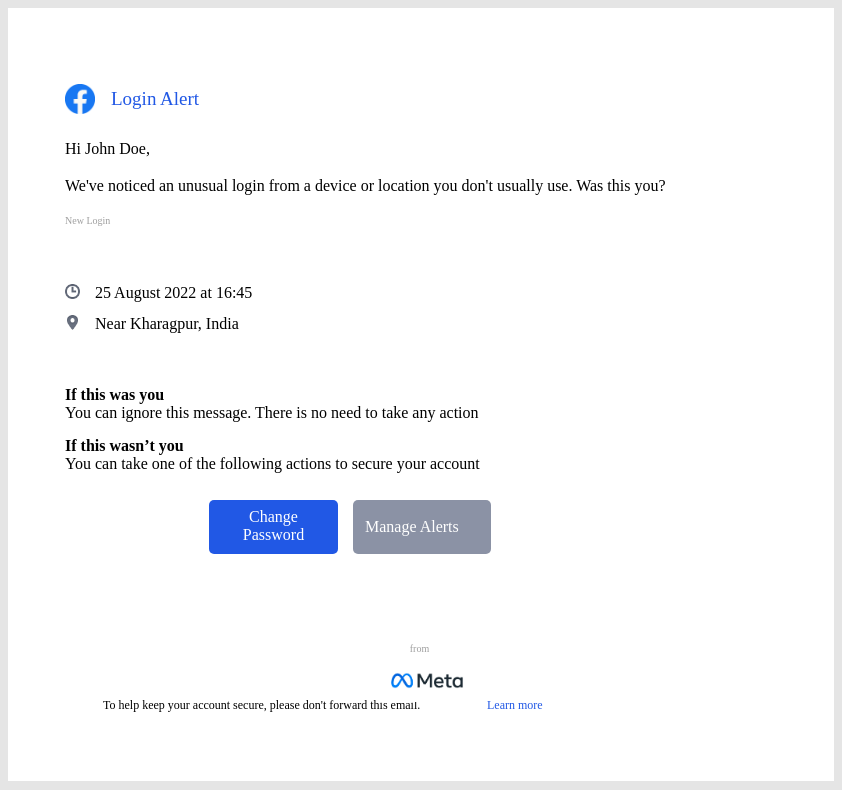 Login Alert
Hi John Doe,
We've noticed an unusual login from a device or location you don't usually use. Was this you?
New Login
25 August 2022 at 16:45
Near Kharagpur, India
If this was you
You can ignore this message. There is no need to take any action
If this wasn’t you
You can take one of the following actions to secure your account
Change
Password
Manage Alerts
from
Meta
To help keep your account secure, please don't forward this email. Learn more